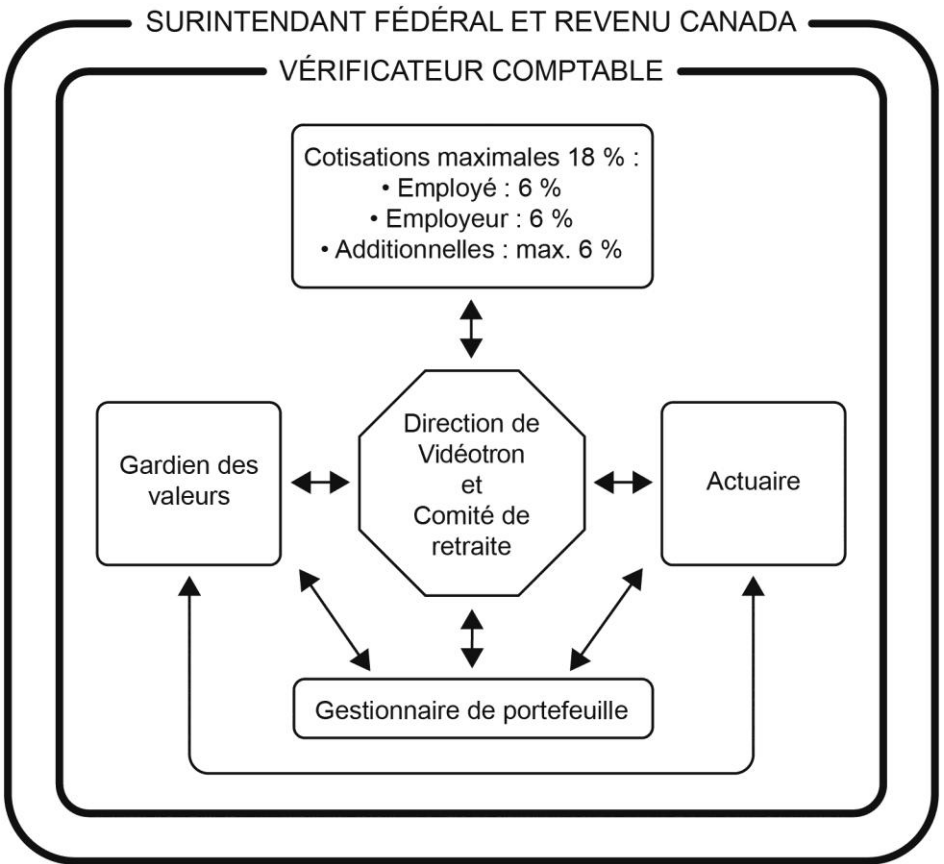 SURINTENDANT FÉDÉRAL ET REVENU CANADA
VÉRIFICATEUR COMPTABLE
Cotisations maximales 18 % :
• Employé : 6 %
• Employeur : 6 %
• Additionnelles : max. 6 %
Gardien des
valeurs
Direction de
Vidéotron
et
Comité de
retraite
Actuaire
Gestionnaire de portefeuille